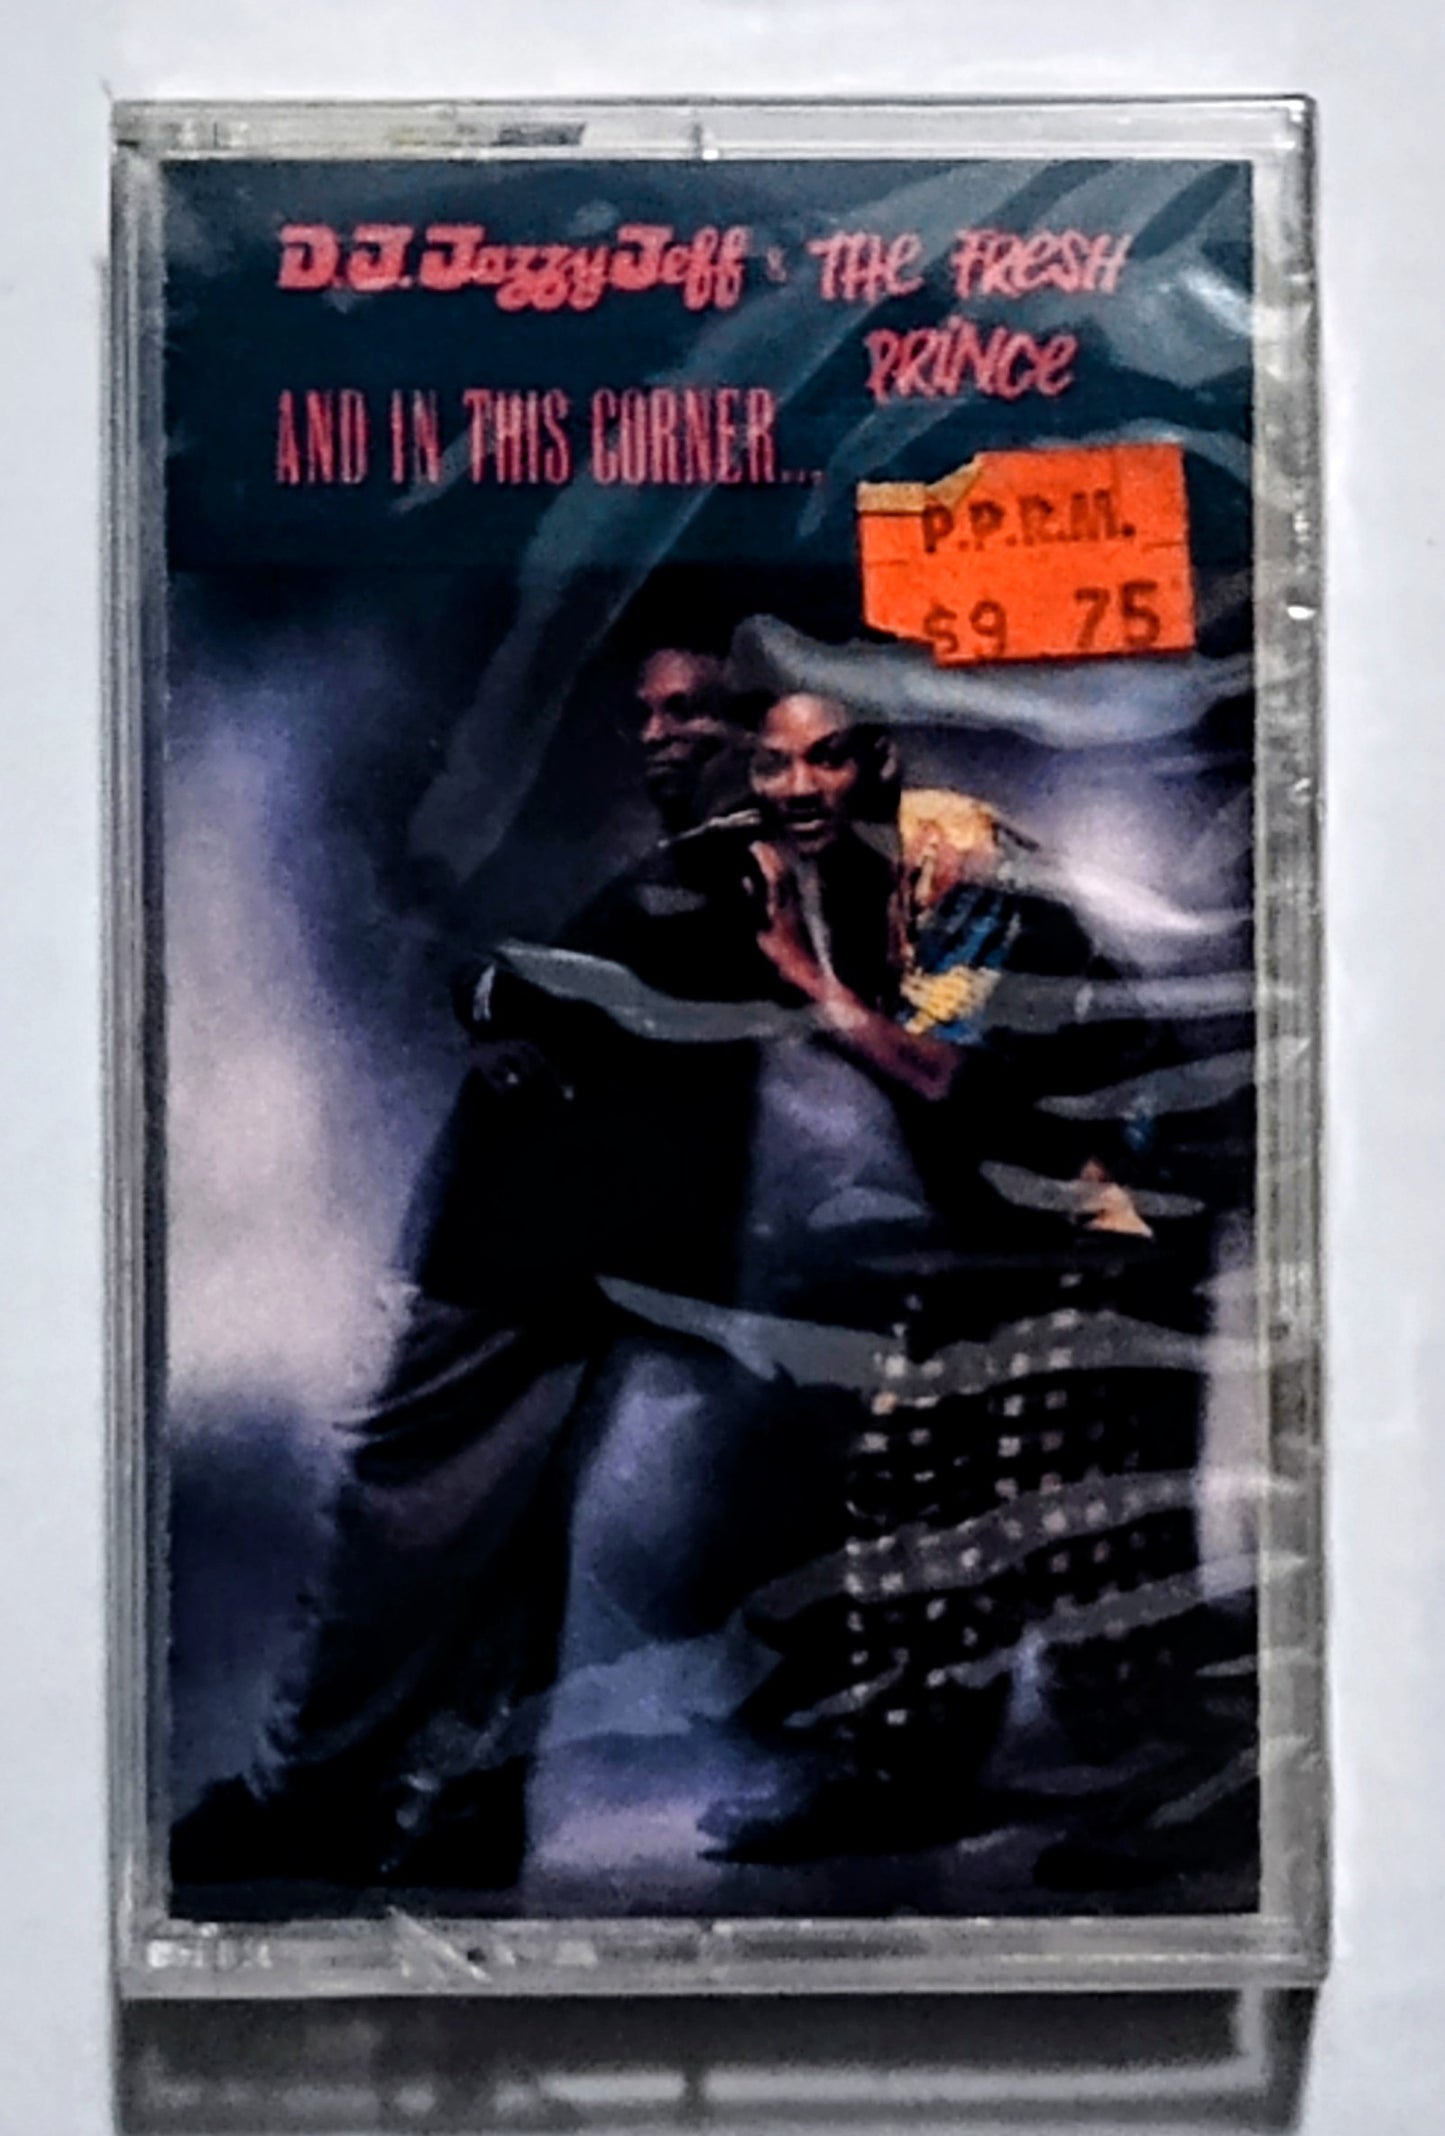 D.J. Jazzy Jeff & THE FRESH
PRINCE
AND IN THIS CORNER...
P.P.R.M.
$9 75